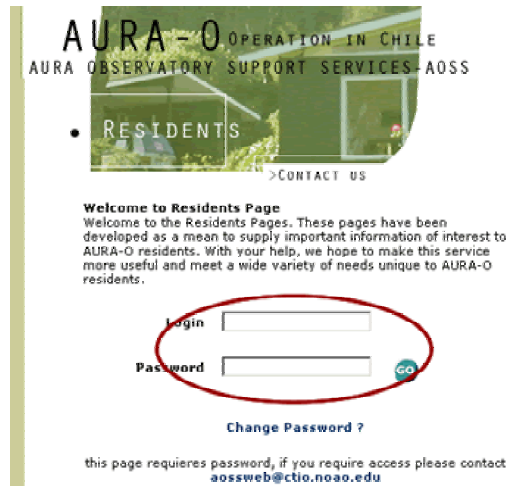 AURA-O OPERATION IN CHILE
AURA OBSERVATORY SUPPORT SERVICES-AOSS
• RESIDENTS
>CONTACT US
Welcome to Residents Page
Welcome to the Residents Pages. These pages have been
developed as a mean to supply important information of interest to
AURA-O residents. With your help, we hope to make this service
more useful and meet a wide variety of needs unique to AURA-O
residents.
Login
Password GO
Change Password ?
this page requieres password, if you require access please contact
aossweb@ctio.noao.edu